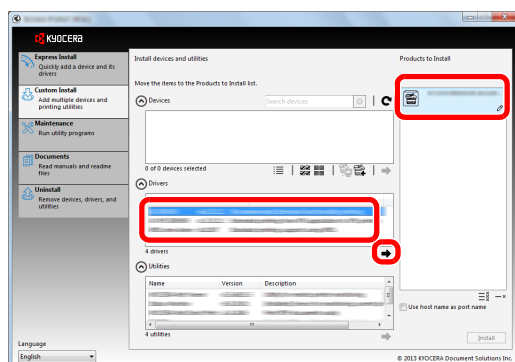 KYOCERA
Express Install
Quickly add a device and its
drivers
Custom Install
Add multiple devices and
printing utilities
Maintenance
Run utility programs
Documents
Read manuals and readme
files
Uninstall
Remove devices, drivers, and
utilities
Language
English
Install devices and utilities
Move the items to the Products to Install list.
Devices
Search devices
0 of 0 devices selected
Drivers
4 drivers
Utilities
Name Version Description
4 utilities
Products to Install
Use host name as port name
Install
© 2013 KYOCERA Document Solutions Inc.